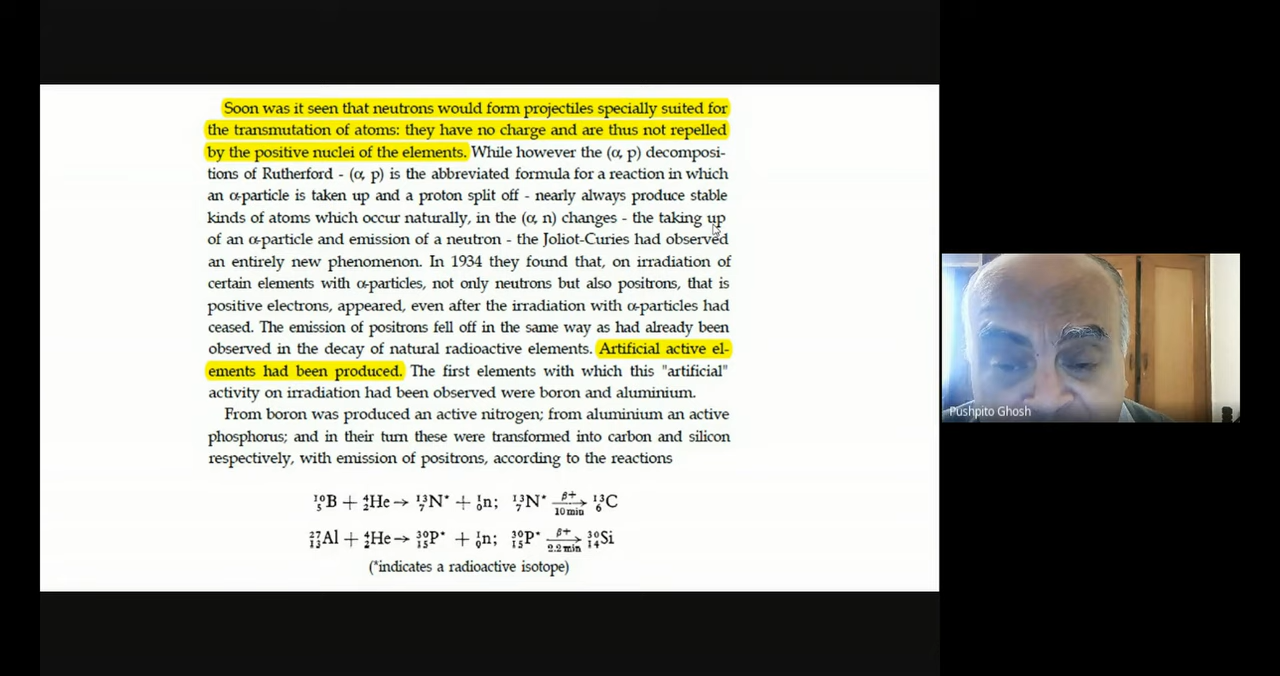 Soon was it seen that neutrons would form projectiles specially suited for
the transmutation of atoms: they have no charge and are thus not repelled
by the positive nuclei of the elements. While however the (α, p) decomposi-
tions of Rutherford - (α, p) is the abbreviated formula for a reaction in which
an α-particle is taken up and a proton split off - nearly always produce stable
kinds of atoms which occur naturally, in the (α, n) changes - the taking up
of an α-particle and emission of a neutron - the Joliot-Curies had observed
an entirely new phenomenon. In 1934 they found that, on irradiation of
certain elements with α-particles, not only neutrons but also positrons, that is
positive electrons, appeared, even after the irradiation with α-particles had
ceased. The emission of positrons fell off in the same way as had already been
observed in the decay of natural radioactive elements. Artificial active el-
ements had been produced. The first elements with which this "artificial"
activity on irradiation had been observed were boron and aluminium.
From boron was produced an active nitrogen; from aluminium an active
phosphorus; and in their turn these were transformed into carbon and silicon
respectively, with emission of positrons, according to the reactions
¹⁰₅B + ⁴₂He → ¹³₇N* + ¹₀n; ¹³₇N* β+ → 10 min ¹³₆C
²⁷₁₃Al + ⁴₂He → ³⁰₁₅P* + ¹₀n; ³⁰₁₅P* β+ → 2.2 min ³⁰₁₄Si
(*indicates a radioactive isotope)
Pushpito Ghosh